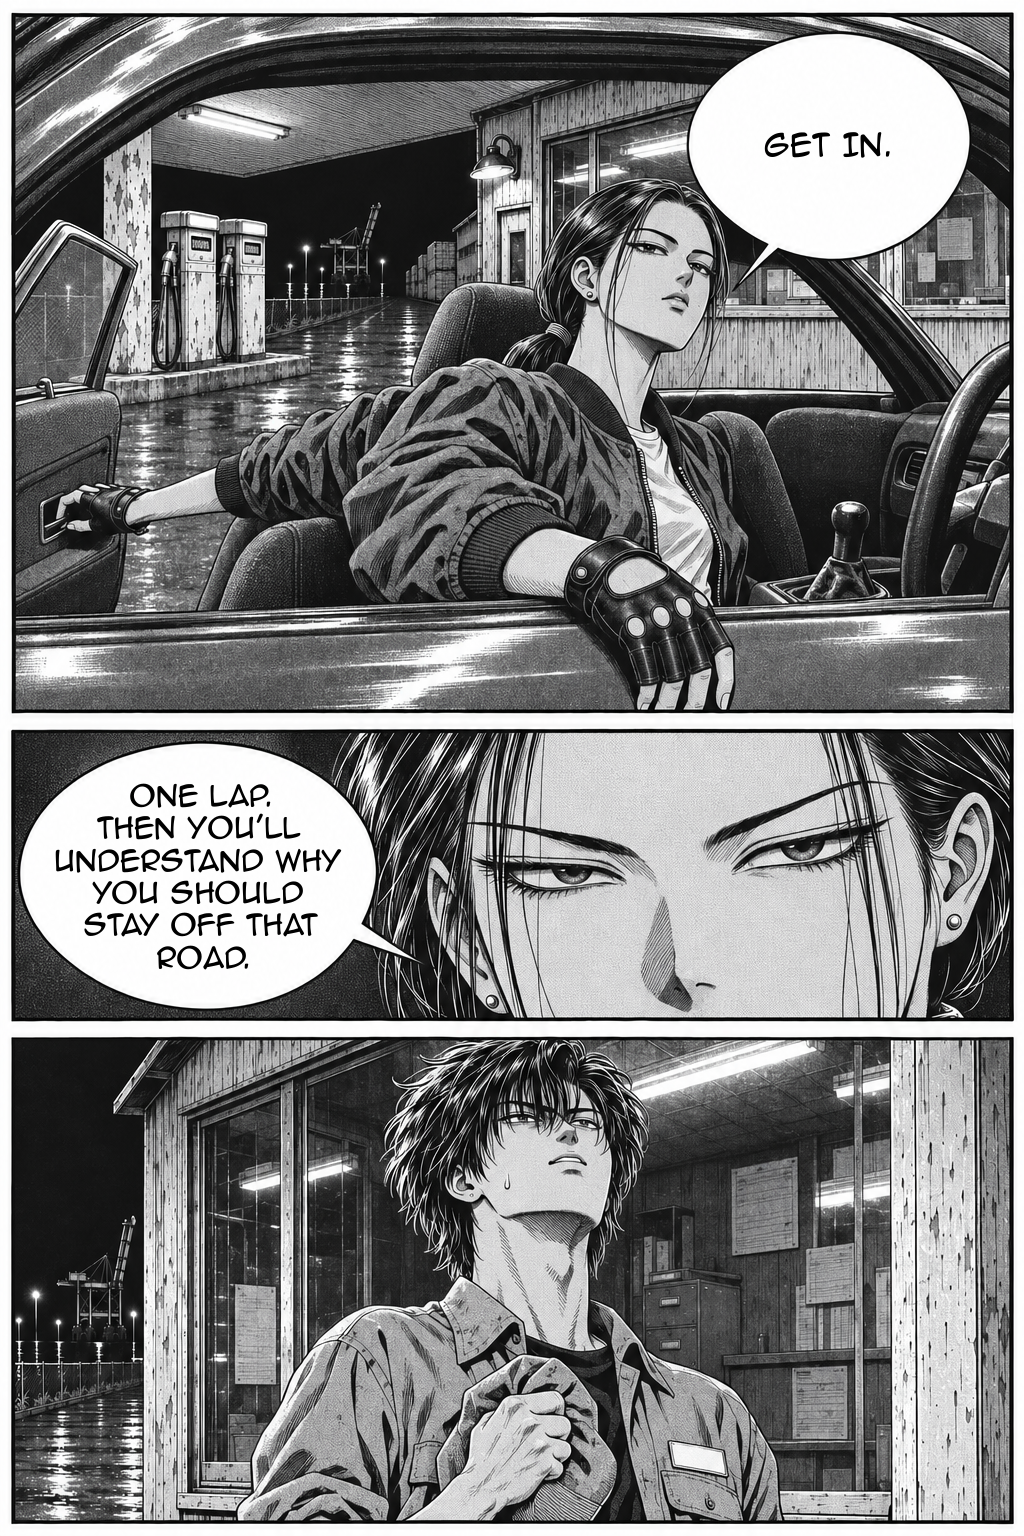 GET IN.
ONE LAP.
THEN YOU'LL
UNDERSTAND WHY
YOU SHOULD
STAY OFF THAT
ROAD.